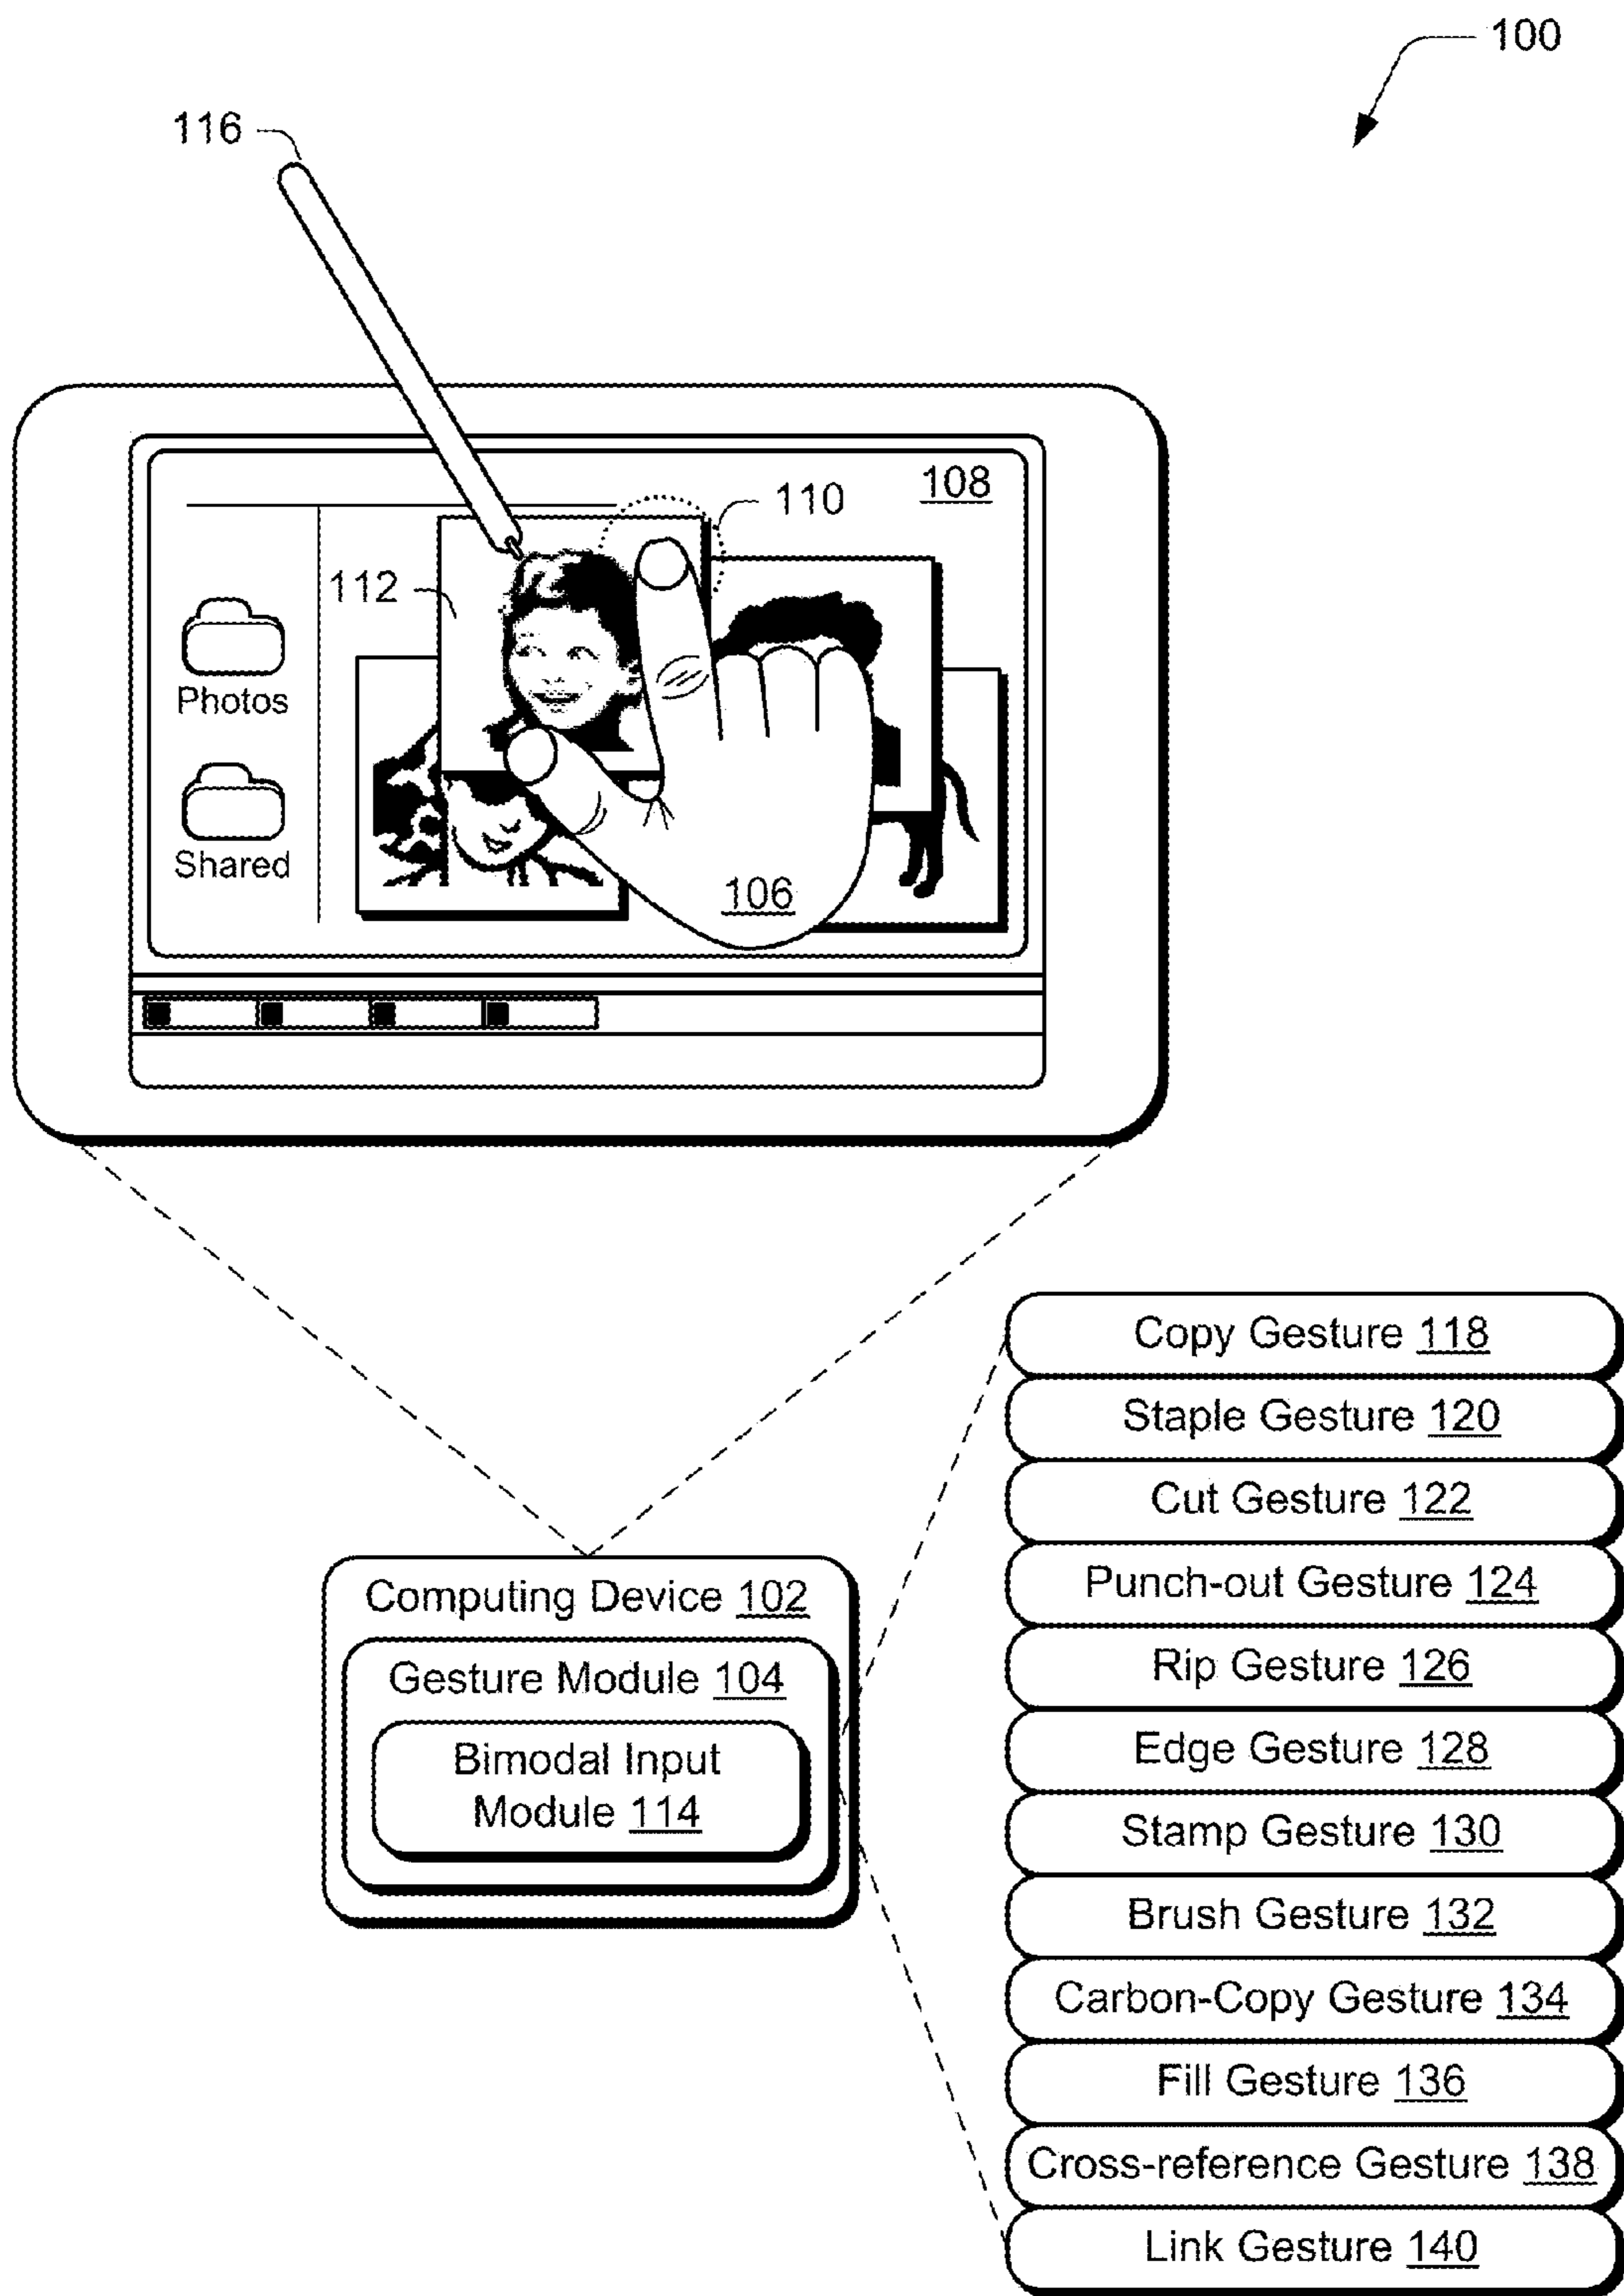 100
116
108
110
112
Photos
Shared
106
Copy Gesture 118
Staple Gesture 120
Cut Gesture 122
Punch-out Gesture 124
Rip Gesture 126
Edge Gesture 128
Stamp Gesture 130
Brush Gesture 132
Carbon-Copy Gesture 134
Fill Gesture 136
Cross-reference Gesture 138
Link Gesture 140
Computing Device 102
Gesture Module 104
Bimodal Input
Module 114